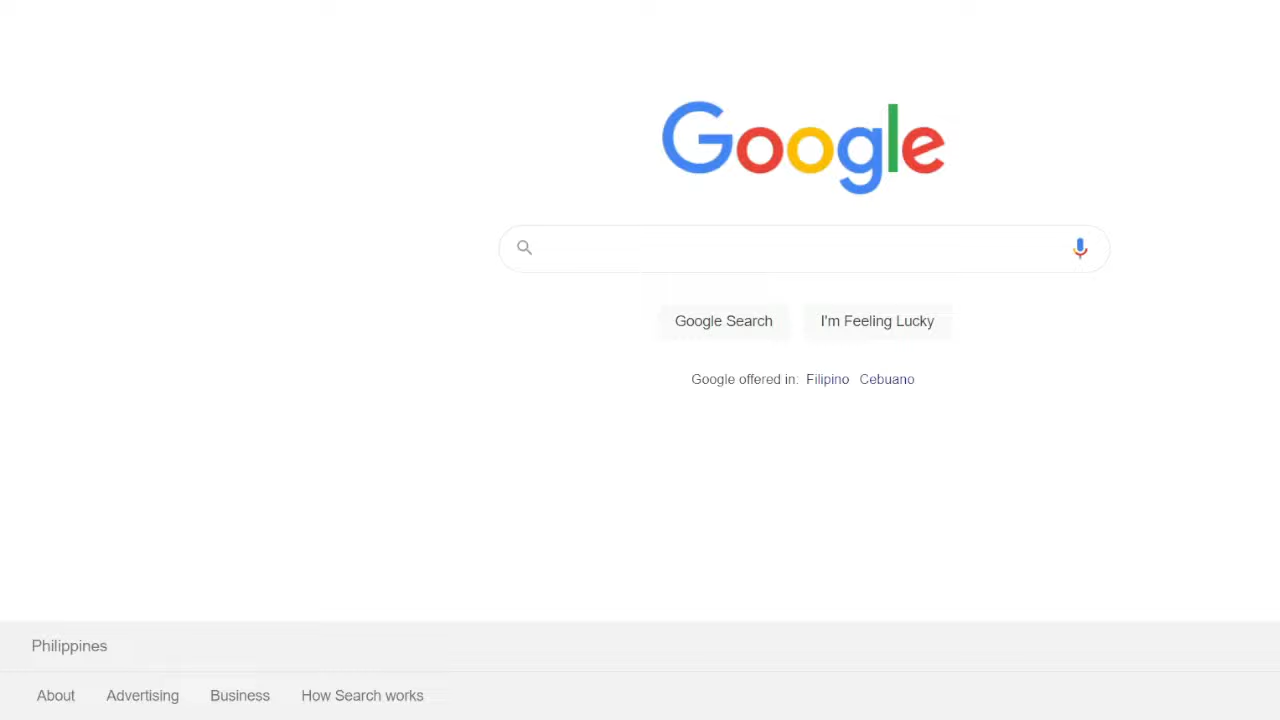 Google
Google Search I'm Feeling Lucky
Google offered in: Filipino Cebuano
Philippines
About Advertising Business How Search works